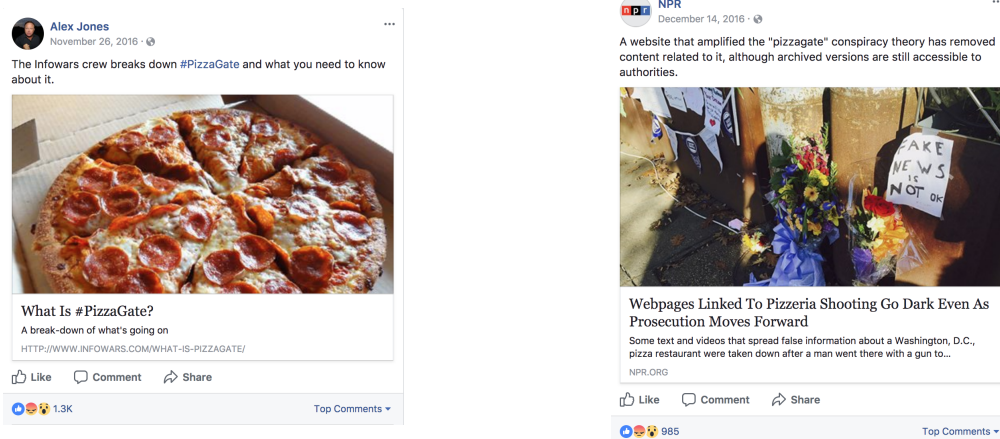 Alex Jones
November 26, 2016 ·
The Infowars crew breaks down #PizzaGate and what you need to know
about it.
What Is #PizzaGate?
A break-down of what's going on
HTTP://WWW.INFOWARS.COM/WHAT-IS-PIZZAGATE/
Like Comment Share
1.3K Top Comments
n p r
NPR
December 14, 2016 ·
A website that amplified the "pizzagate" conspiracy theory has removed
content related to it, although archived versions are still accessible to
authorities.
FAKE
NEWS
IS
NOT OK
Webpages Linked To Pizzeria Shooting Go Dark Even As
Prosecution Moves Forward
Some text and videos that spread false information about a Washington, D.C.,
pizza restaurant were taken down after a man went there with a gun to...
NPR.ORG
Like Comment Share
985 Top Comments